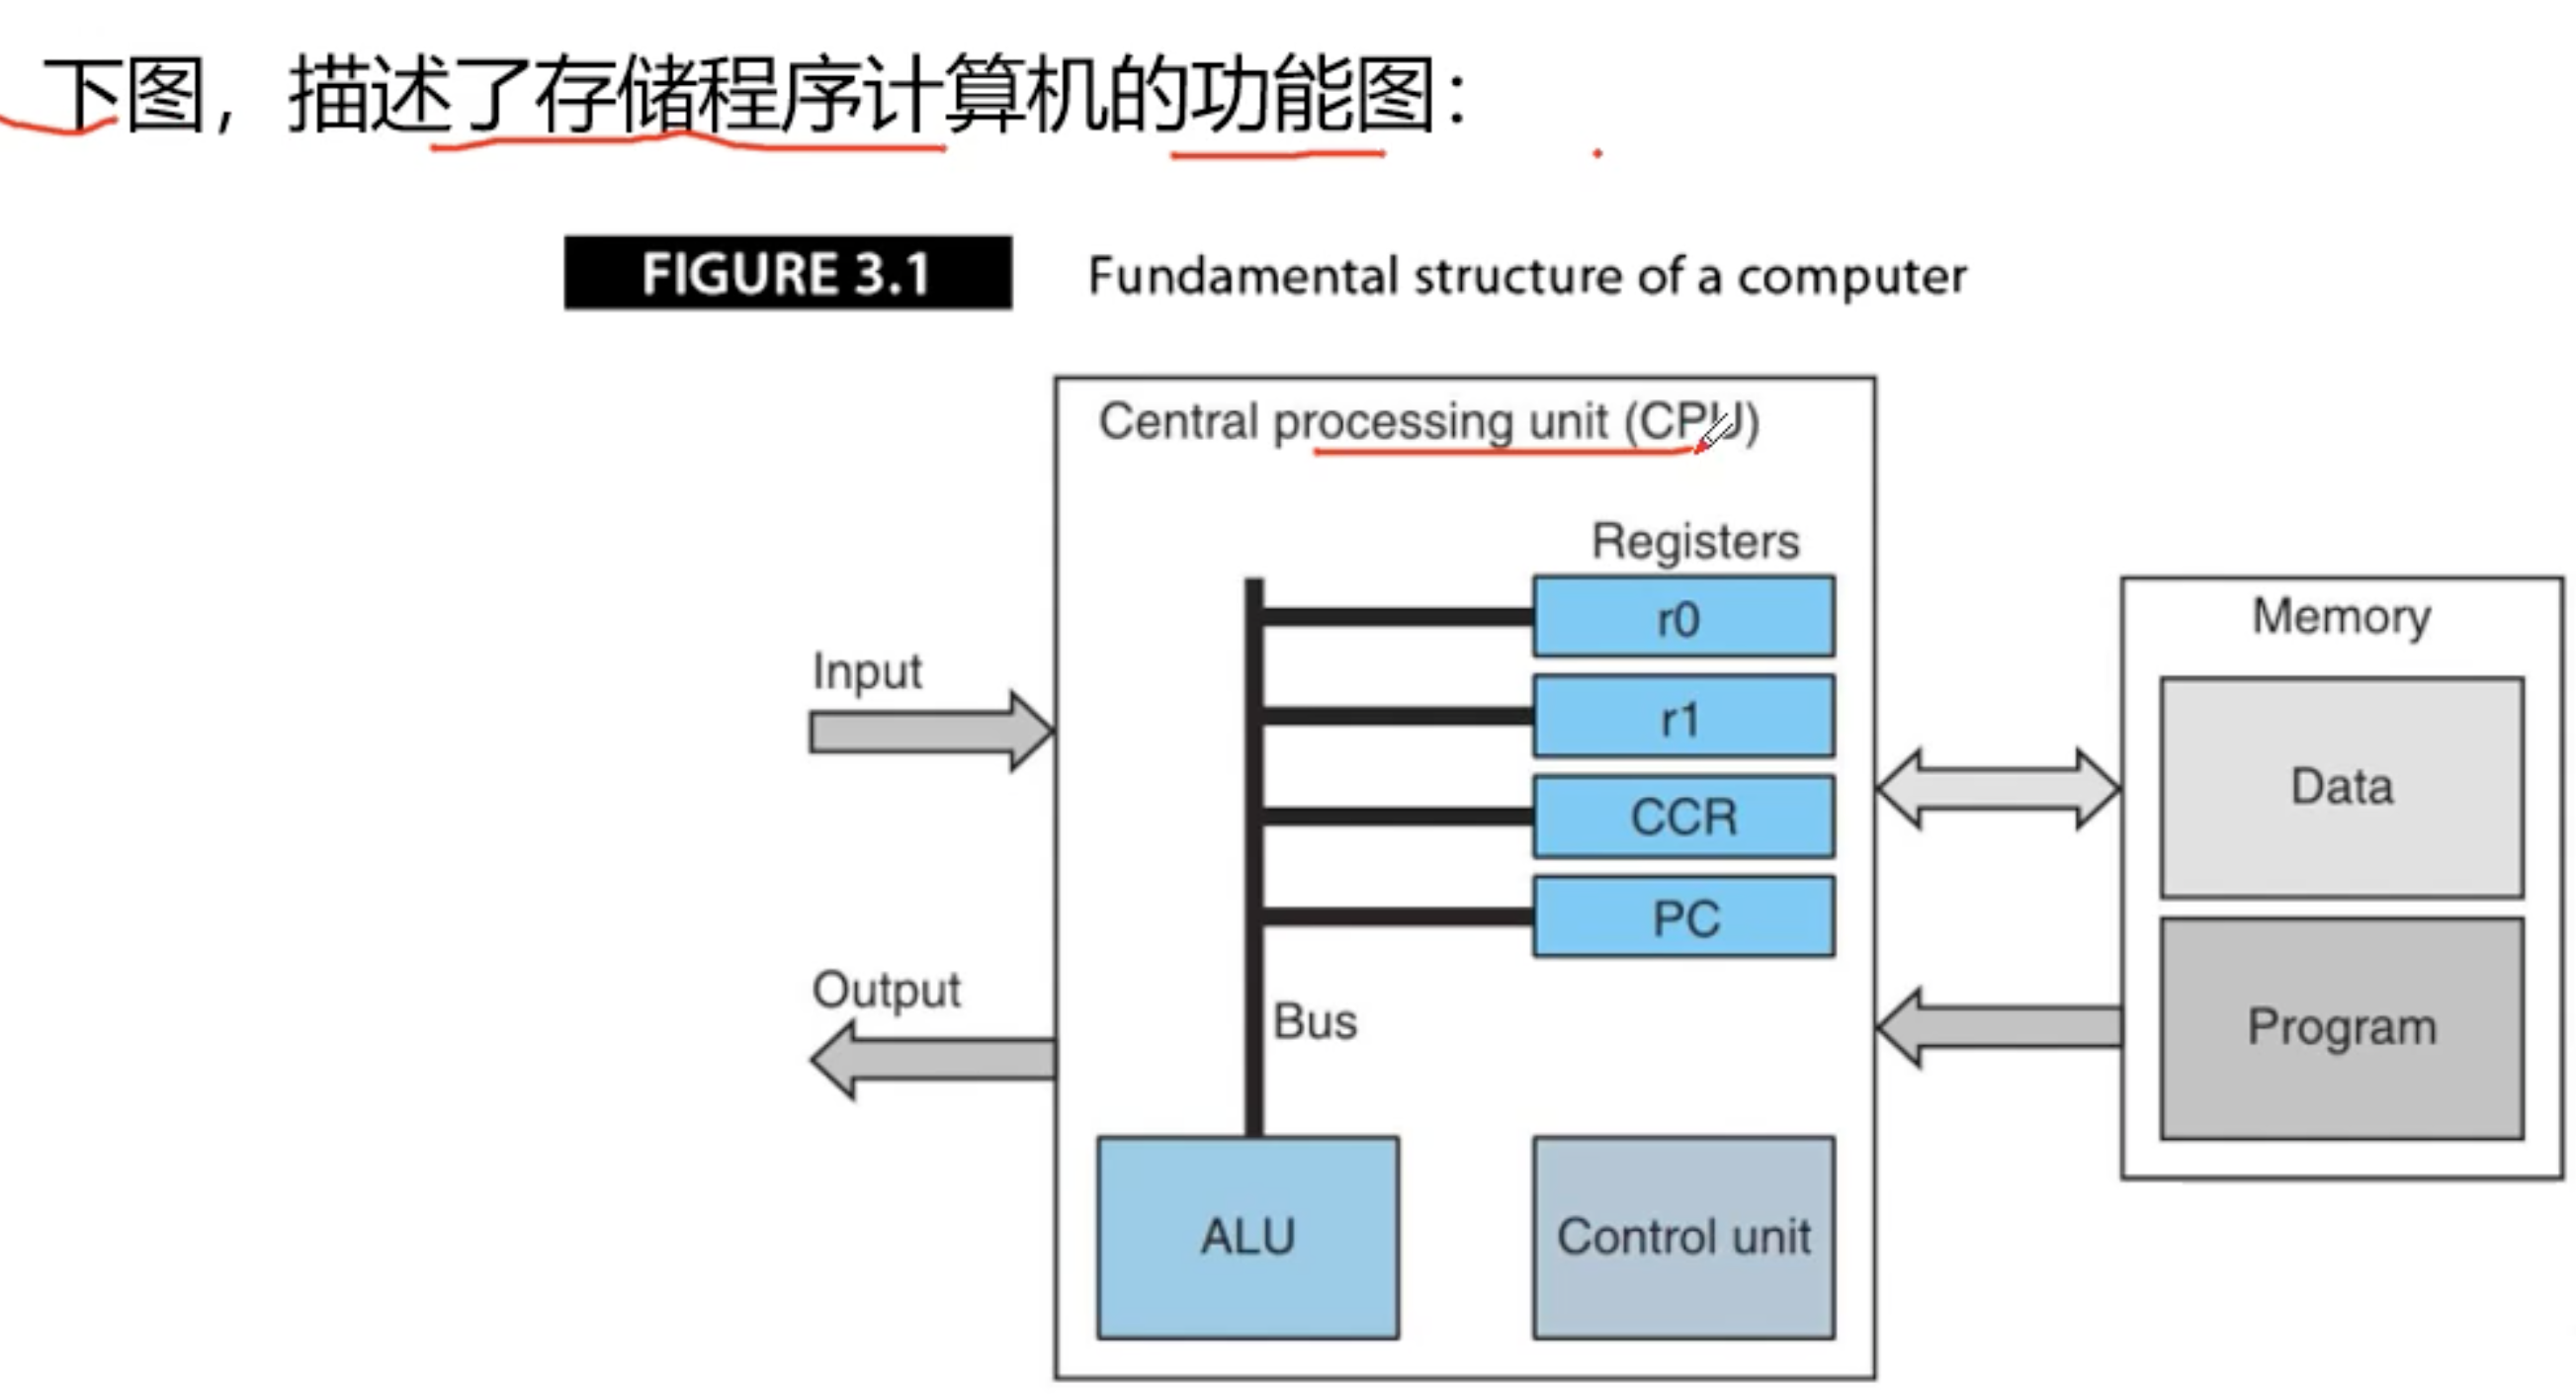 下图，描述了存储程序计算机的功能图：
FIGURE 3.1 Fundamental structure of a computer
Central processing unit (CPU)
Registers
r0
r1
CCR
PC
Input
Output
Bus
ALU
Control unit
Memory
Data
Program